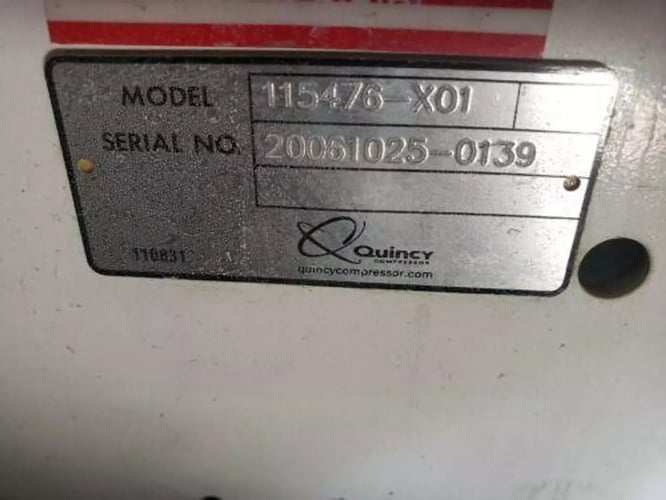 MODEL 115476-X01
SERIAL NO. 20061025-0139
110831
Quincy
COMPRESSOR
quincycompressor.com